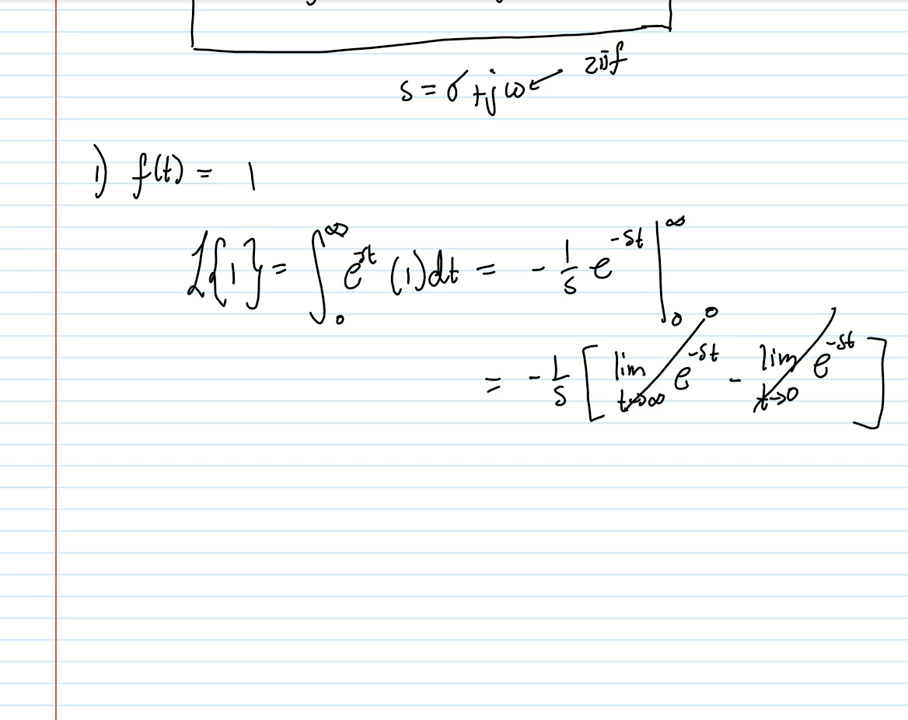 s = σ + jω ← 2πf
1) f(t) = 1
ℒ{1} = ∫₀^∞ e^{-st} (1) dt = - 1/s e^{-st} |₀^∞
= - 1/s [ lim_{t→∞} e^{-st} 0 - lim_{t→0} e^{-st} ]